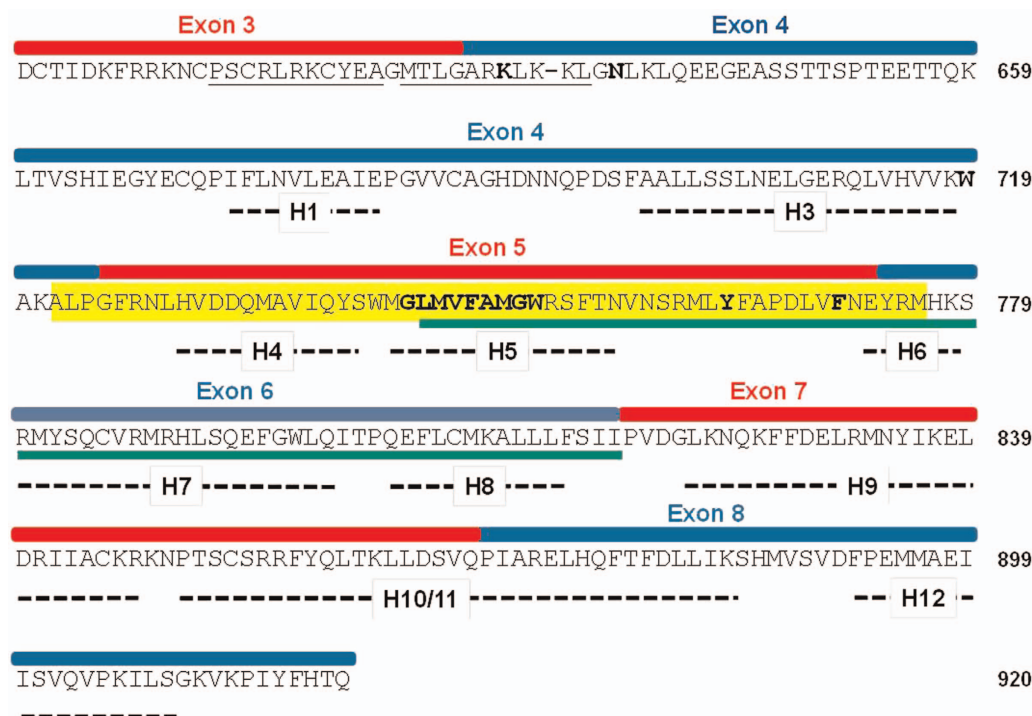 Exon 3 Exon 4
DCTIDKFRRKNCPSCRLRKCYEAGMTLGARKLK-KLGNLKLQEEGEASSTTSPTEETTQK 659
Exon 4
LTVSHIEGYECQPIFLNVLEAIEPGVVCAGHDNNQPDSFAALLSSLNELGERQLVHVVKW 719
H1 H3
Exon 5
AKALPGFRNLHVDDQMAVIQYSWMGLMVFAMGWRSFTNVNSRMLYFAPDLVFNEYRMHKS 779
H4 H5 H6
Exon 6 Exon 7
RMYSQCVRMRHLSQEFGWLQITPQEFLCMKALLLFSIIPVDGLKNQKFFDELRMNYIKEL 839
H7 H8 H9
Exon 8
DRIIACKRKNPTSCSRRFYQLTKLLDSVQPIARELHQFTFDLLIKSHMVSVDFPEMMAEI 899
H10/11 H12
ISVQVPKILSGKVKPIYFHTQ 920